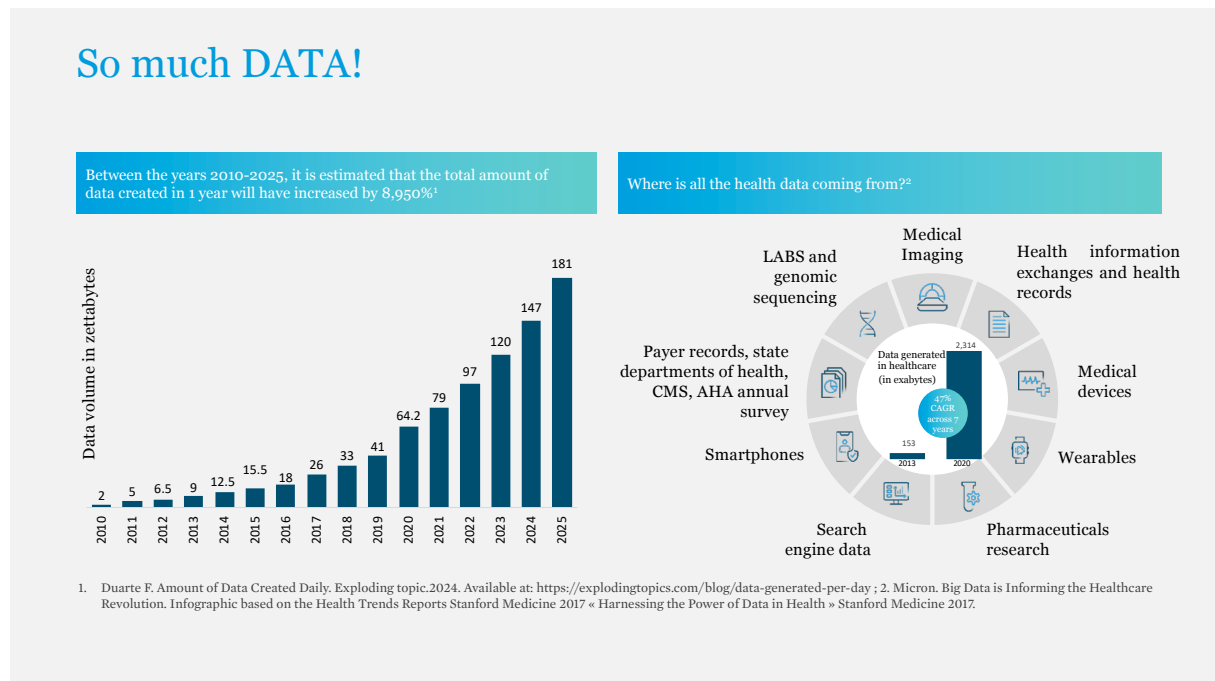 So much DATA!
Between the years 2010-2025, it is estimated that the total amount of
data created in 1 year will have increased by 8,950%¹
Data volume in zettabytes
2
5
6.5
9
12.5
15.5
18
26
33
41
64.2
79
97
120
147
181
2010
2011
2012
2013
2014
2015
2016
2017
2018
2019
2020
2021
2022
2023
2024
2025
Where is all the health data coming from?²
Medical
Imaging
Health information
exchanges and health
records
Medical
devices
Wearables
Pharmaceuticals
research
Search
engine data
Smartphones
Payer records, state
departments of health,
CMS, AHA annual
survey
LABS and
genomic
sequencing
Data generated
in healthcare
(in exabytes)
2,314
47%
CAGR
across 7
years
153
2013
2020
1. Duarte F. Amount of Data Created Daily. Exploding topic.2024. Available at: https://explodingtopics.com/blog/data-generated-per-day ; 2. Micron. Big Data is Informing the Healthcare
Revolution. Infographic based on the Health Trends Reports Stanford Medicine 2017 « Harnessing the Power of Data in Health » Stanford Medicine 2017.